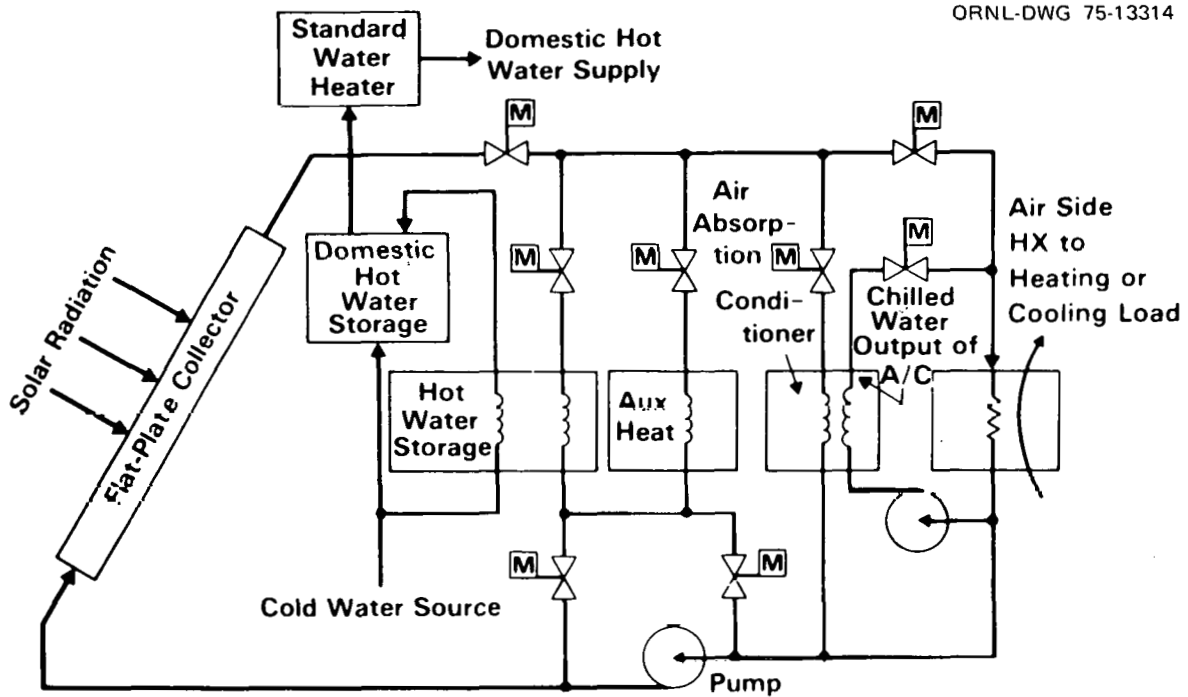 ORNL-DWG 75-13314
Standard
Water
Heater
Domestic Hot
Water Supply
M
M
Solar Radiation
Flat-Plate Collector
Domestic
Hot
Water
Storage
M
M
Air
Absorp-
tion
Condi-
tioner
M
M
Chilled
Water
Output of
A/C
Air Side
HX to
Heating or
Cooling Load
Hot
Water
Storage
Aux
Heat
M
M
Cold Water Source
Pump